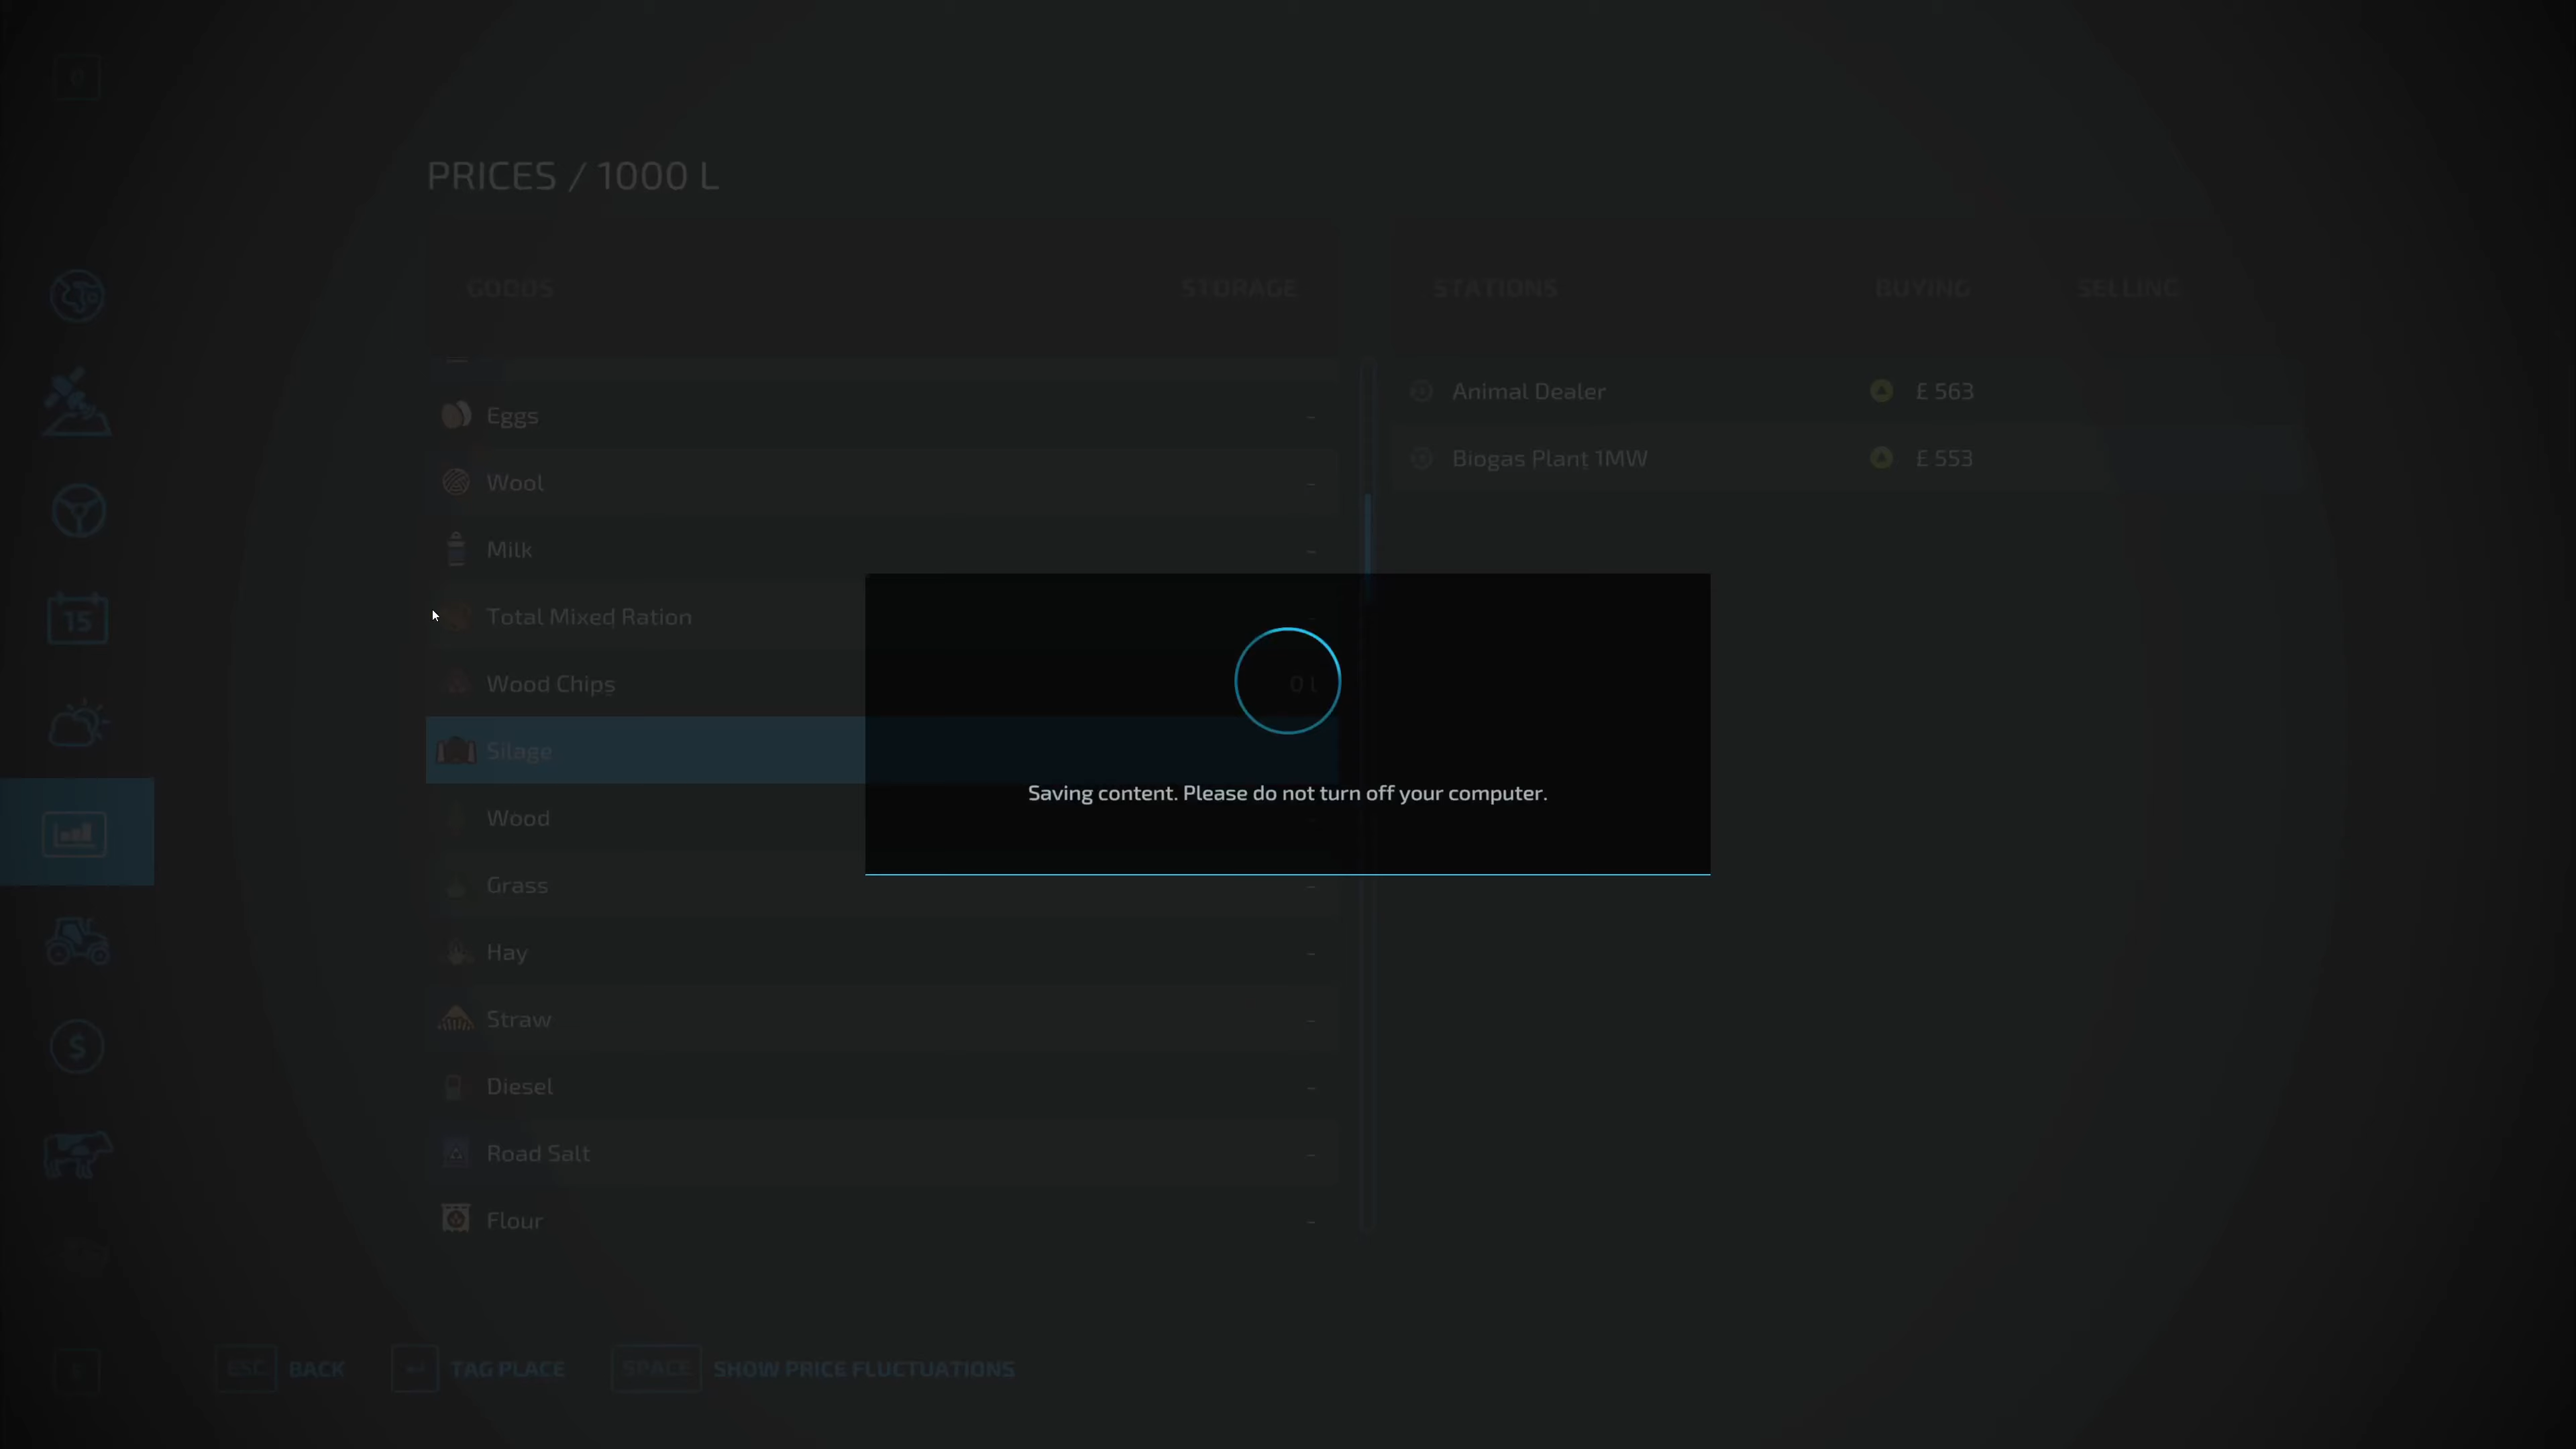 PRICES / 1000 L
GOODS STORAGE STATIONS BUYING SELLING
Eggs - Animal Dealer £ 563
Wool - Biogas Plant 1MW £ 553
Milk -
Total Mixed Ration -
Wood Chips 0 l
Silage
Saving content. Please do not turn off your computer.
Wood -
Grass -
Hay -
15
Straw -
$
Diesel -
Road Salt -
Flour -
ESC BACK TAG PLACE SPACE SHOW PRICE FLUCTUATIONS